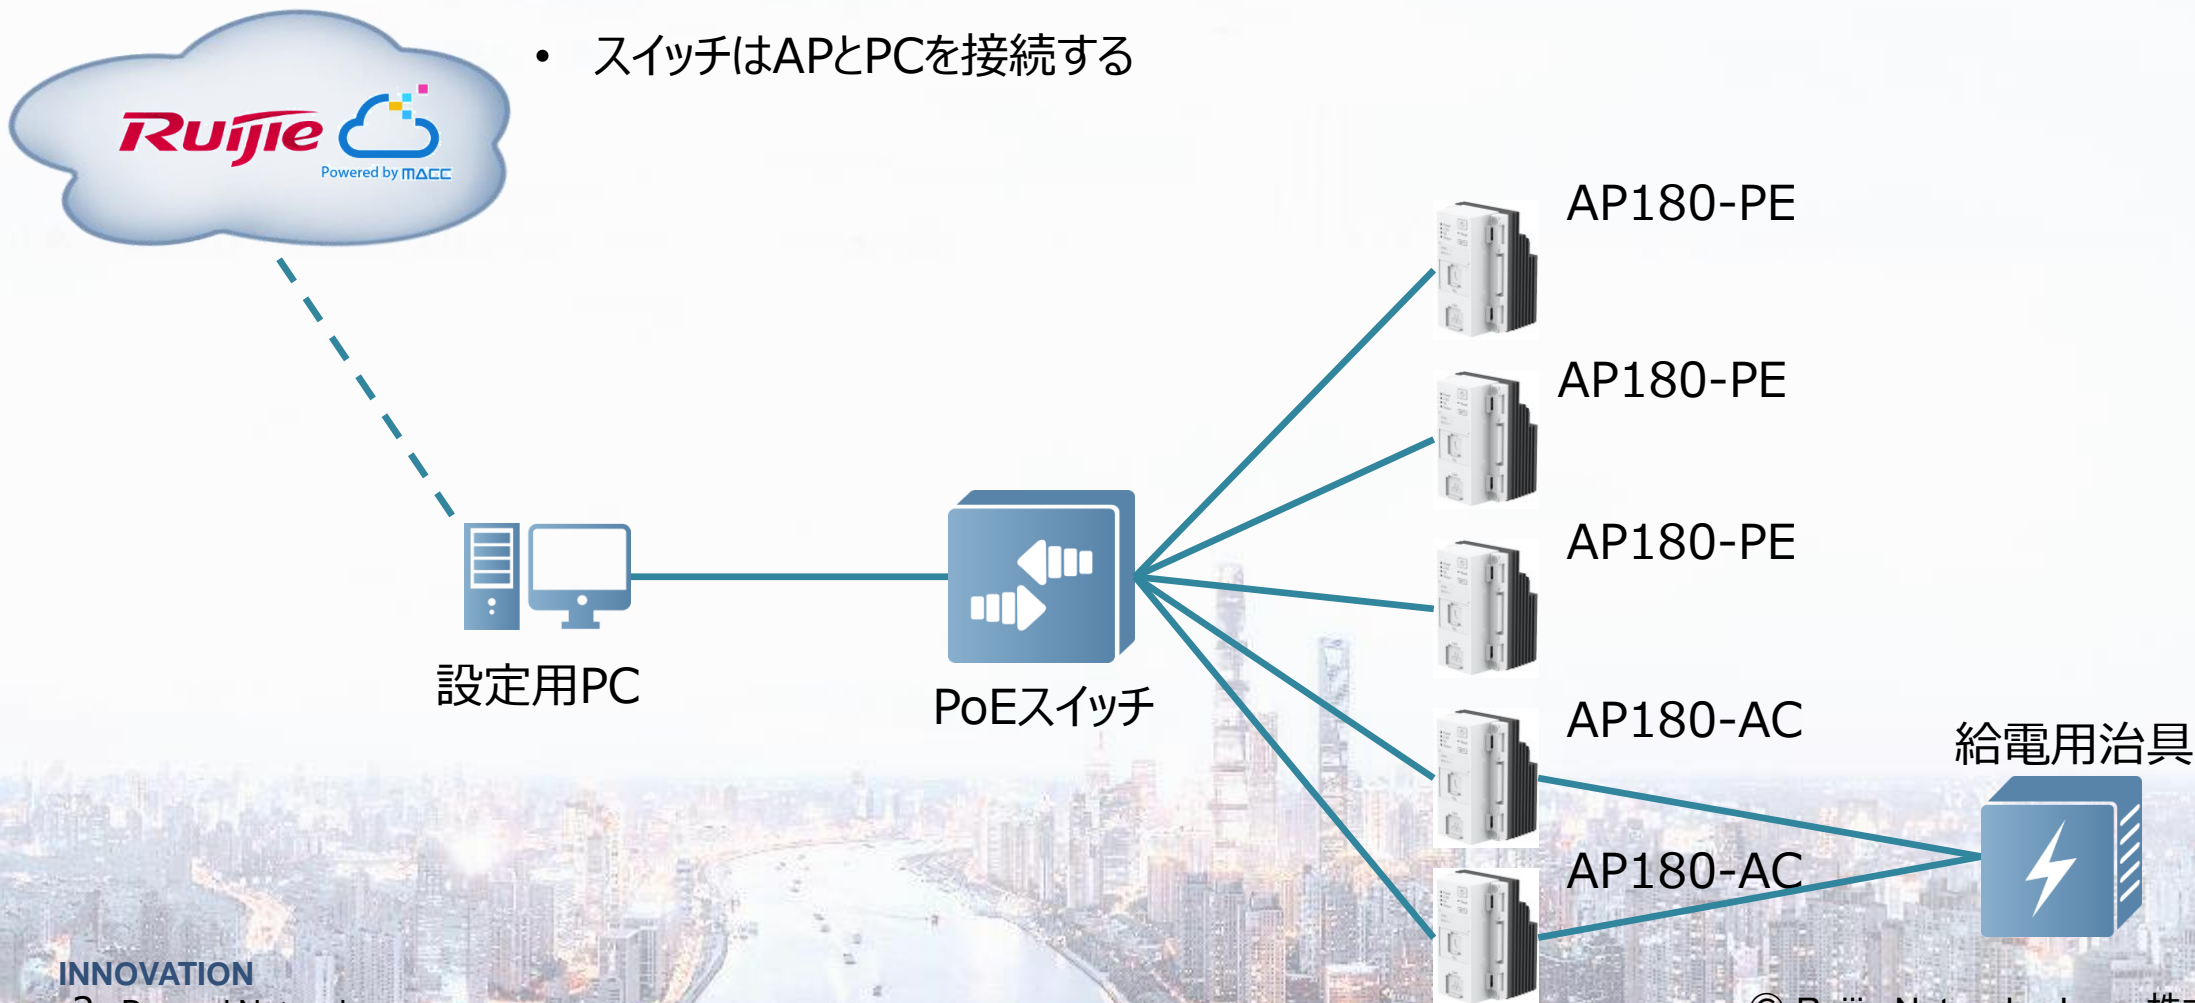 • スイッチはAPとPCを接続する
Ruijie
Powered by MACC
AP180-PE
AP180-PE
AP180-PE
AP180-AC
AP180-AC
設定用PC
PoEスイッチ
給電用治具
INNOVATION